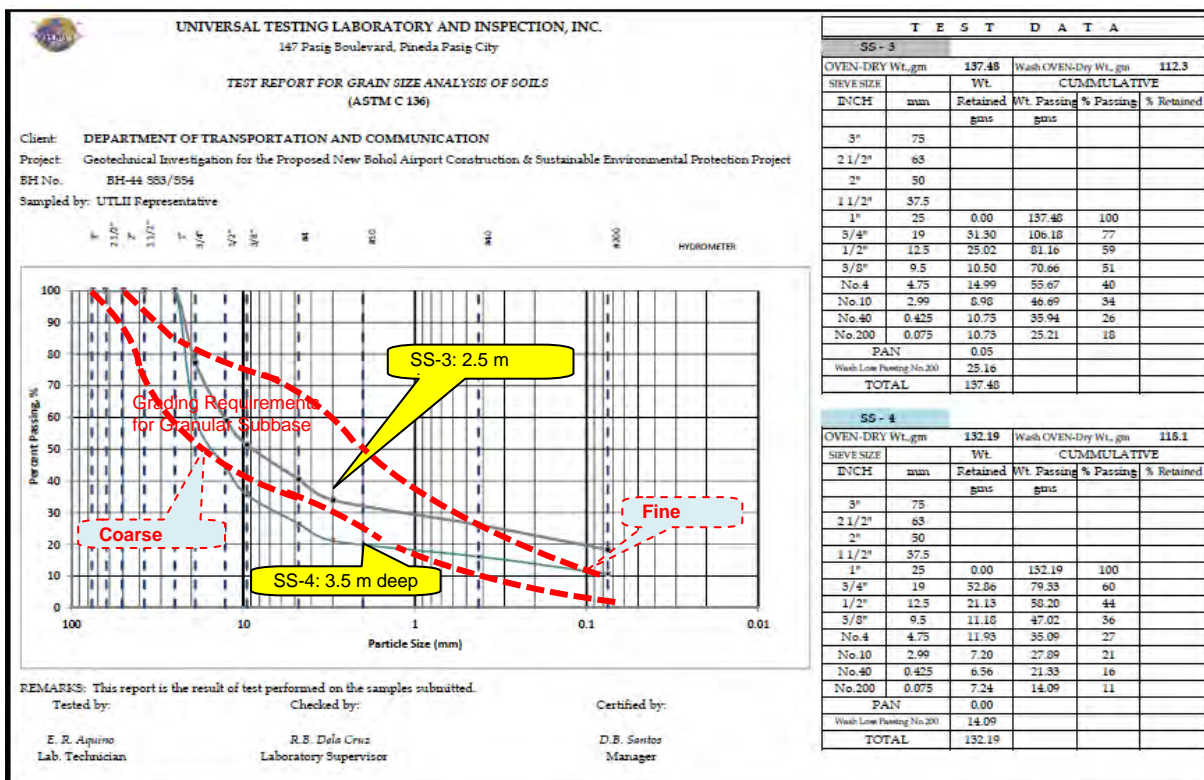 UNIVERSAL TESTING LABORATORY AND INSPECTION, INC.
147 Pasig Boulevard, Pineda Pasig City
TEST REPORT FOR GRAIN SIZE ANALYSIS OF SOILS
(ASTM C 136)
Client: DEPARTMENT OF TRANSPORTATION AND COMMUNICATION
Project: Geotechnical Investigation for the Proposed New Bohol Airport Construction & Sustainable Environmental Protection Project
BH No. BH-44 SS3/SS4
Sampled by: UTLII Representative
3" 2 1/2" 2" 1 1/2" 1" 3/4" 1/2" 3/8" #4 #10 #40 #200 HYDROMETER
Percent Passing, %
100
90
80
70
60
50
40
30
20
10
0
SS-3: 2.5 m
Grading Requirements
for Granular Subbase
Coarse
Fine
SS-4: 3.5 m deep
100 10 1 0.1 0.01
Particle Size (mm)
REMARKS: This report is the result of test performed on the samples submitted.
Tested by: Checked by: Certified by:
E. R. Aquino R.B. Dela Cruz D.B. Santos
Lab. Technician Laboratory Supervisor Manager
T E S T D A T A
SS - 3
OVEN-DRY Wt.,gm 137.48 Wash OVEN-Dry Wt., gm 112.3
SIEVE SIZE Wt. CUMMULATIVE
INCH mm Retained Wt. Passing % Passing % Retained
gms gms
3" 75
2 1/2" 63
2" 50
1 1/2" 37.5
1" 25 0.00 137.48 100
3/4" 19 31.30 106.18 77
1/2" 12.5 25.02 81.16 59
3/8" 9.5 10.50 70.66 51
No.4 4.75 14.99 55.67 40
No.10 2.99 8.98 46.69 34
No.40 0.425 10.75 35.94 26
No.200 0.075 10.73 25.21 18
PAN 0.05
Wash Loss Passing No.200 25.16
TOTAL 137.48
SS - 4
OVEN-DRY Wt.,gm 132.19 Wash OVEN-Dry Wt., gm 118.1
SIEVE SIZE Wt. CUMMULATIVE
INCH mm Retained Wt. Passing % Passing % Retained
gms gms
3" 75
2 1/2" 63
2" 50
1 1/2" 37.5
1" 25 0.00 132.19 100
3/4" 19 52.86 79.33 60
1/2" 12.5 21.13 58.20 44
3/8" 9.5 11.18 47.02 36
No.4 4.75 11.93 35.09 27
No.10 2.99 7.20 27.89 21
No.40 0.425 6.56 21.33 16
No.200 0.075 7.24 14.09 11
PAN 0.00
Wash Loss Passing No.200 14.09
TOTAL 132.19